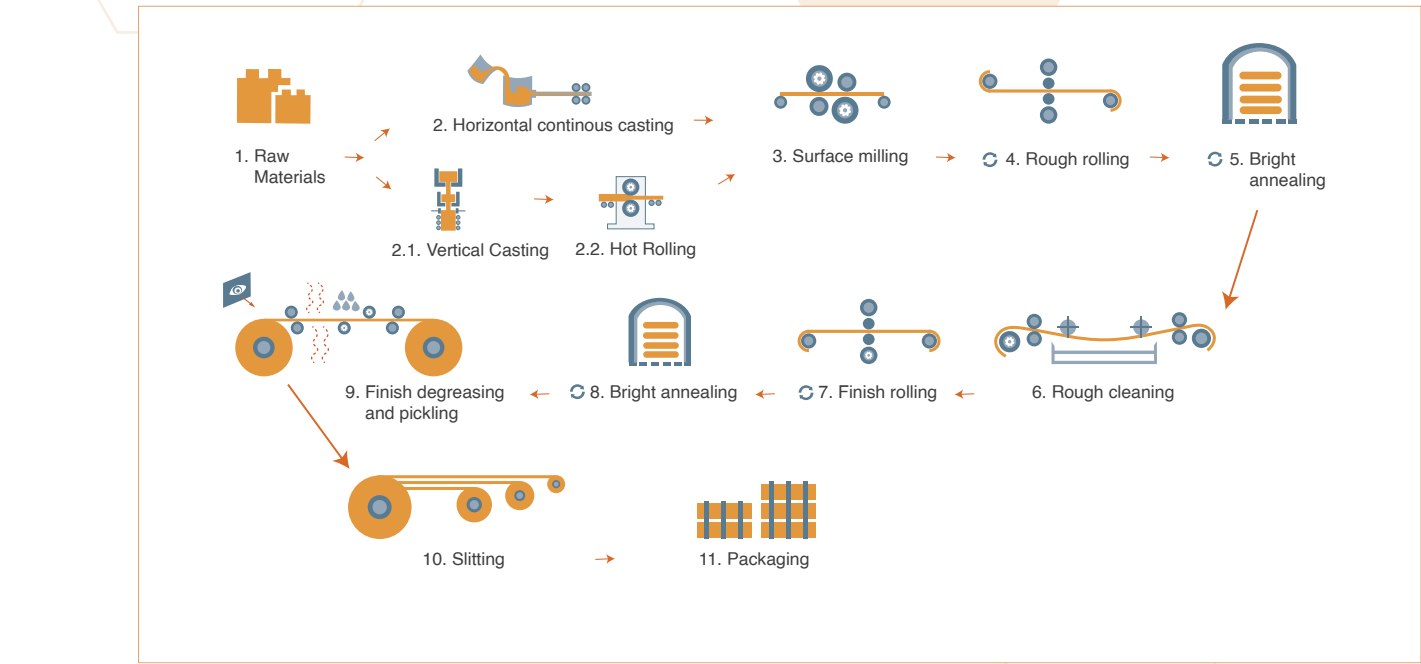 1. Raw
Materials
2. Horizontal continous casting
2.1. Vertical Casting
2.2. Hot Rolling
3. Surface milling
4. Rough rolling
5. Bright
annealing
6. Rough cleaning
7. Finish rolling
8. Bright annealing
9. Finish degreasing
and pickling
10. Slitting
11. Packaging